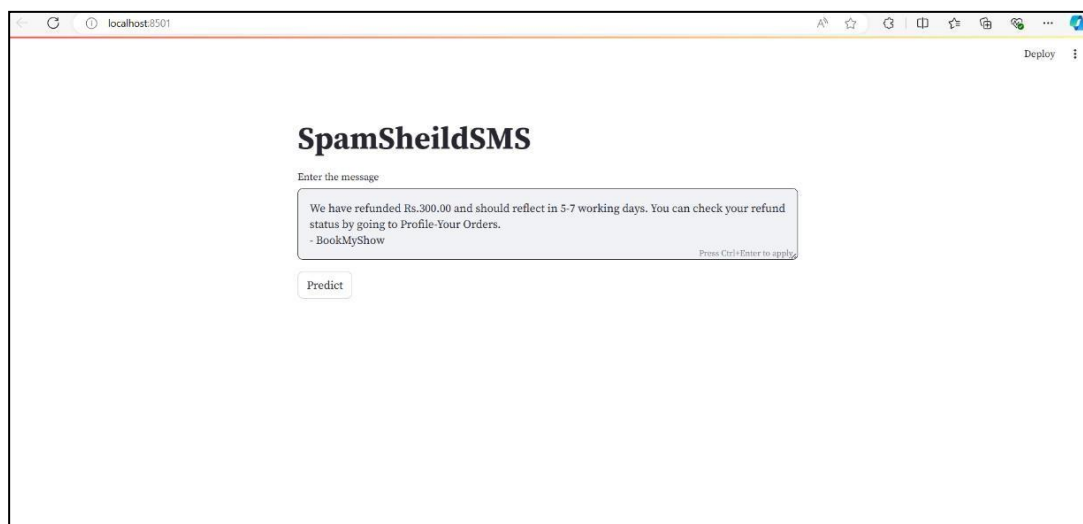 localhost:8501
Deploy
SpamSheildSMS
Enter the message
We have refunded Rs.300.00 and should reflect in 5-7 working days. You can check your refund
status by going to Profile-Your Orders.
- BookMyShow
Press Ctrl+Enter to apply
Predict